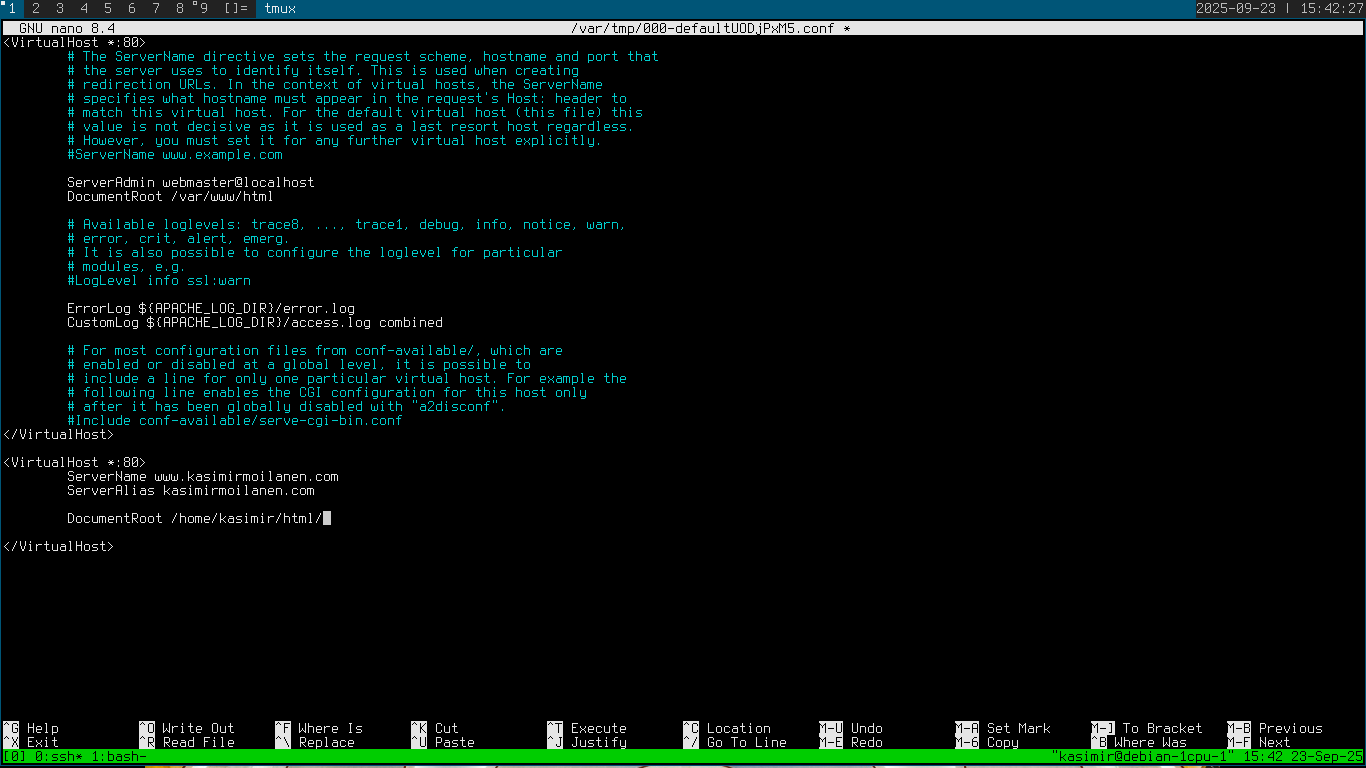 1 2 3 4 5 6 7 8 9 []= tmux 2025-09-23 | 15:42:27
GNU nano 8.4 /var/tmp/000-defaultUODjPxM5.conf *
<VirtualHost *:80>
# The ServerName directive sets the request scheme, hostname and port that
# the server uses to identify itself. This is used when creating
# redirection URLs. In the context of virtual hosts, the ServerName
# specifies what hostname must appear in the request's Host: header to
# match this virtual host. For the default virtual host (this file) this
# value is not decisive as it is used as a last resort host regardless.
# However, you must set it for any further virtual host explicitly.
#ServerName www.example.com
ServerAdmin webmaster@localhost
DocumentRoot /var/www/html
# Available loglevels: trace8, ..., trace1, debug, info, notice, warn,
# error, crit, alert, emerg.
# It is also possible to configure the loglevel for particular
# modules, e.g.
#LogLevel info ssl:warn
ErrorLog ${APACHE_LOG_DIR}/error.log
CustomLog ${APACHE_LOG_DIR}/access.log combined
# For most configuration files from conf-available/, which are
# enabled or disabled at a global level, it is possible to
# include a line for only one particular virtual host. For example the
# following line enables the CGI configuration for this host only
# after it has been globally disabled with "a2disconf".
#Include conf-available/serve-cgi-bin.conf
</VirtualHost>
<VirtualHost *:80>
ServerName www.kasimirmoilanen.com
ServerAlias kasimirmoilanen.com
DocumentRoot /home/kasimir/html/
</VirtualHost>
^G Help ^O Write Out ^F Where Is ^K Cut ^T Execute ^C Location M-U Undo M-A Set Mark M-] To Bracket M-B Previous
^X Exit ^R Read File ^\ Replace ^U Paste ^J Justify ^/ Go To Line M-E Redo M-6 Copy ^B Where Was M-F Next
[0] 0:ssh* 1:bash- "kasimir@debian-1cpu-1" 15:42 23-Sep-25